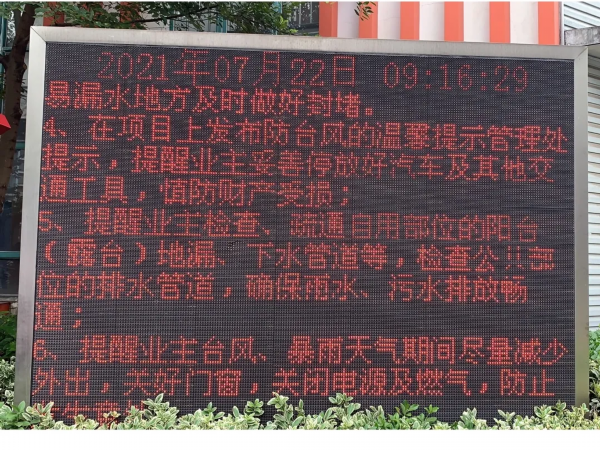 2021年07月22日 09:16:29
易漏水地方及时做好封堵。
4、在项目上发布防台风的温馨提示管理处
提示，提醒业主妥善停放好汽车及其他交
通工具，慎防财产受损；
5、提醒业主检查、疏通自用部位的阳台
（露台）地漏、下水管道等，检查公共部
位的排水管道，确保雨水、污水排放畅
通；
6、提醒业主台风、暴雨天气期间尽量减少
外出，关好门窗，关闭电源及燃气，防止